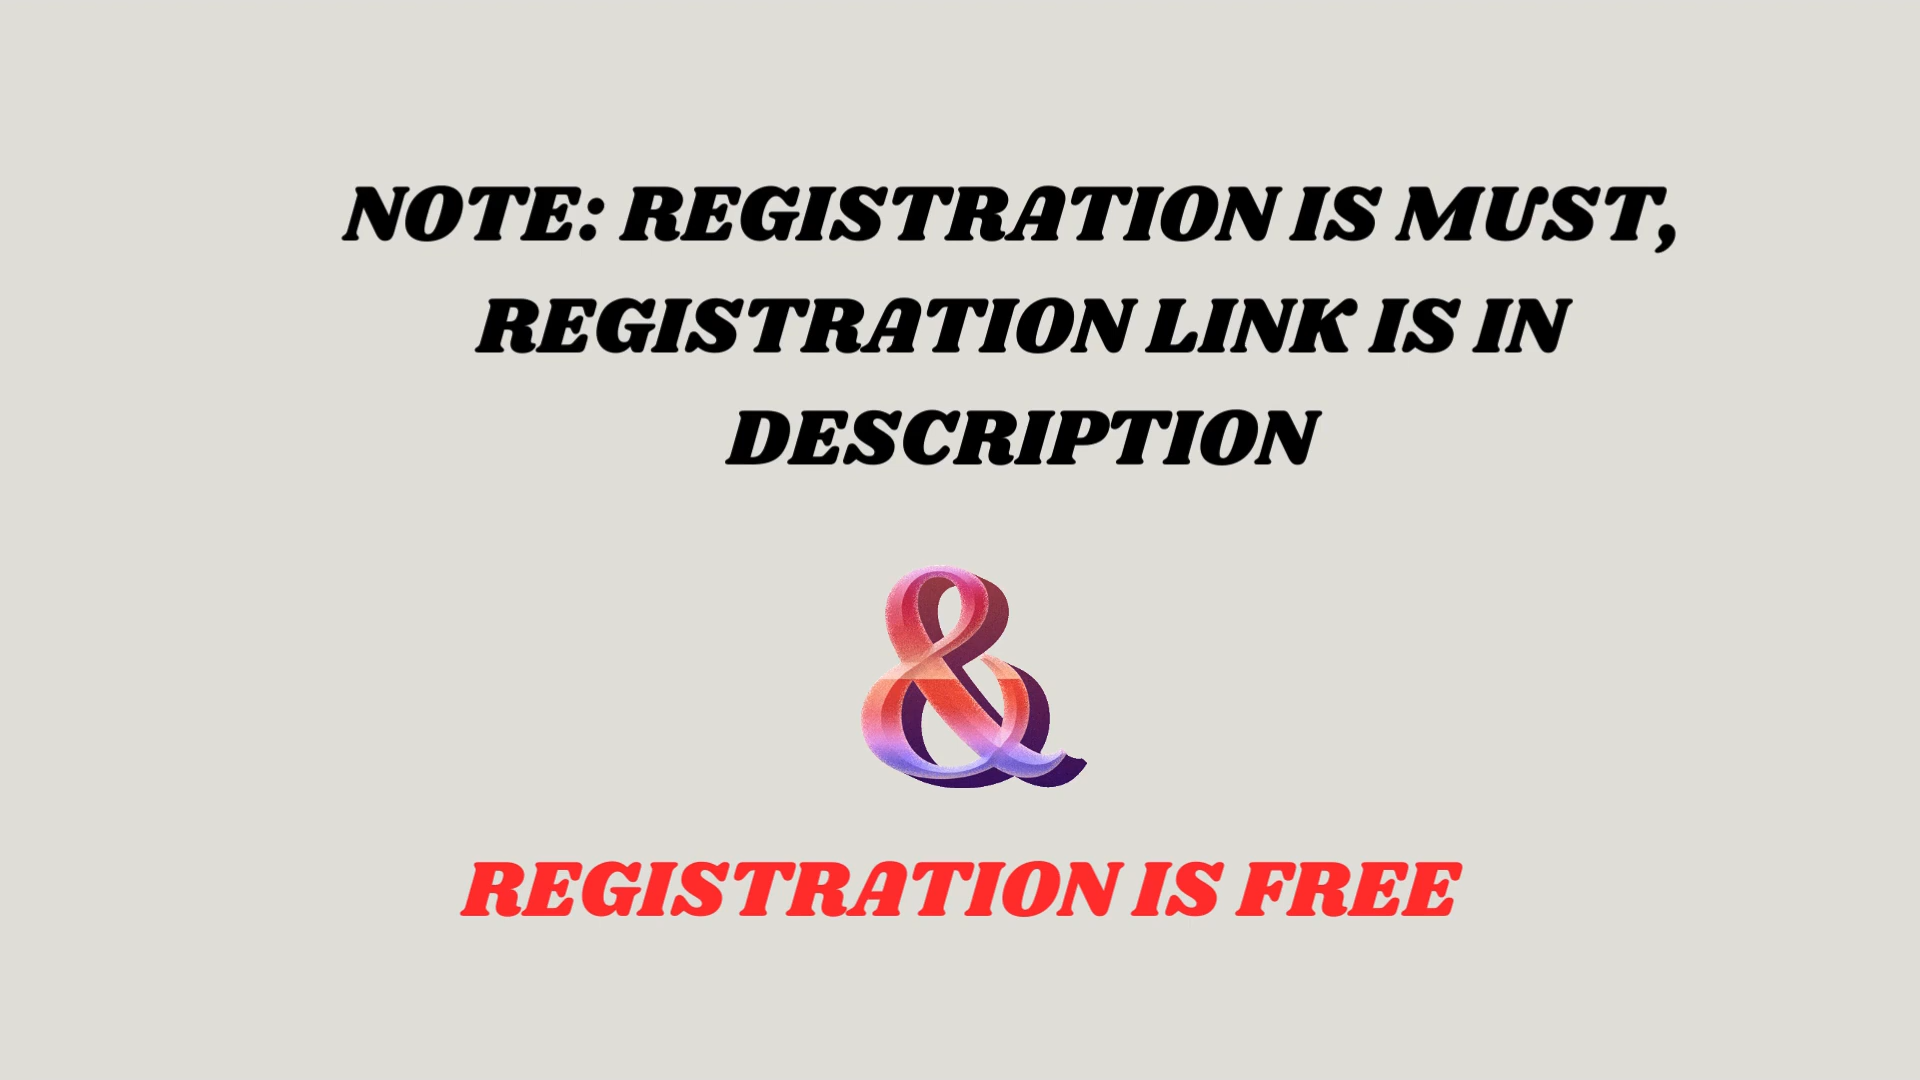 NOTE: REGISTRATION IS MUST,
REGISTRATION LINK IS IN
DESCRIPTION
&
REGISTRATION IS FREE